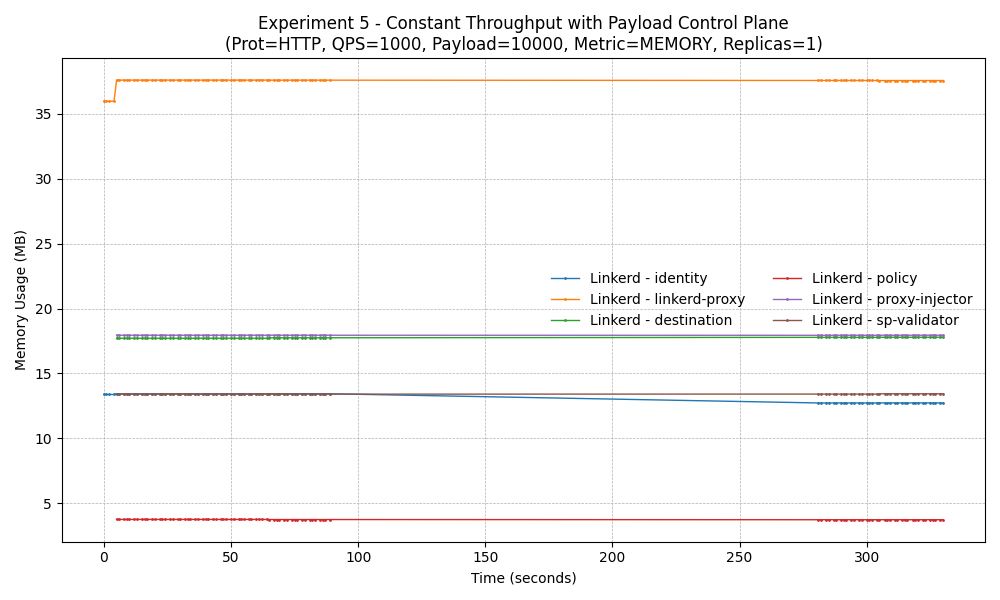 Experiment 5 - Constant Throughput with Payload Control Plane
(Prot=HTTP, QPS=1000, Payload=10000, Metric=MEMORY, Replicas=1)
Memory Usage (MB)
35
30
25
20
15
10
5
Linkerd - identity
Linkerd - linkerd-proxy
Linkerd - destination
Linkerd - policy
Linkerd - proxy-injector
Linkerd - sp-validator
0
50
100
150
200
250
300
Time (seconds)